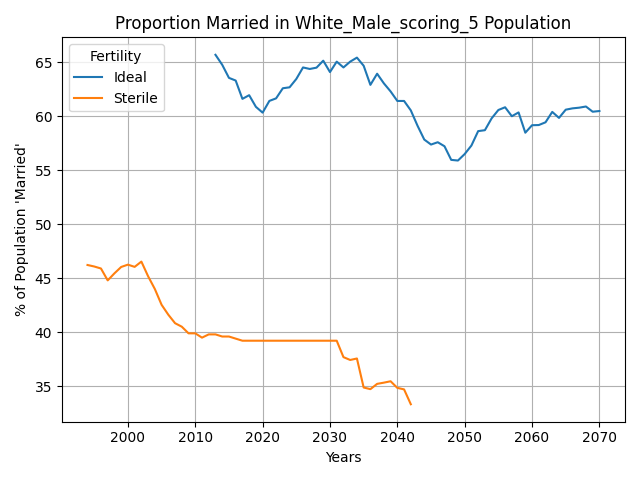 Proportion Married in White_Male_scoring_5 Population
Fertility
Ideal
Sterile
% of Population 'Married'
65
60
55
50
45
40
35
2000 2010 2020 2030 2040 2050 2060 2070
Years